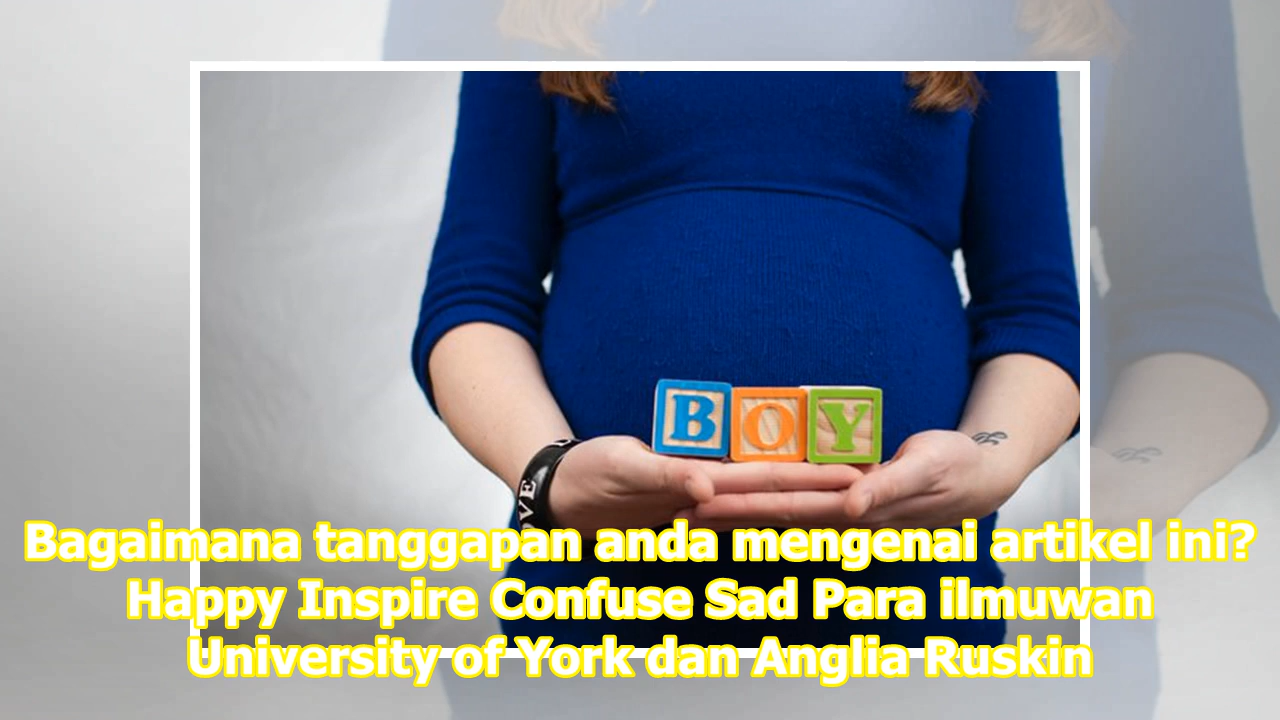 BOY
OVE
Bagaimana tanggapan anda mengenai artikel ini?
Happy Inspire Confuse Sad Para ilmuwan
University of York dan Anglia Ruskin